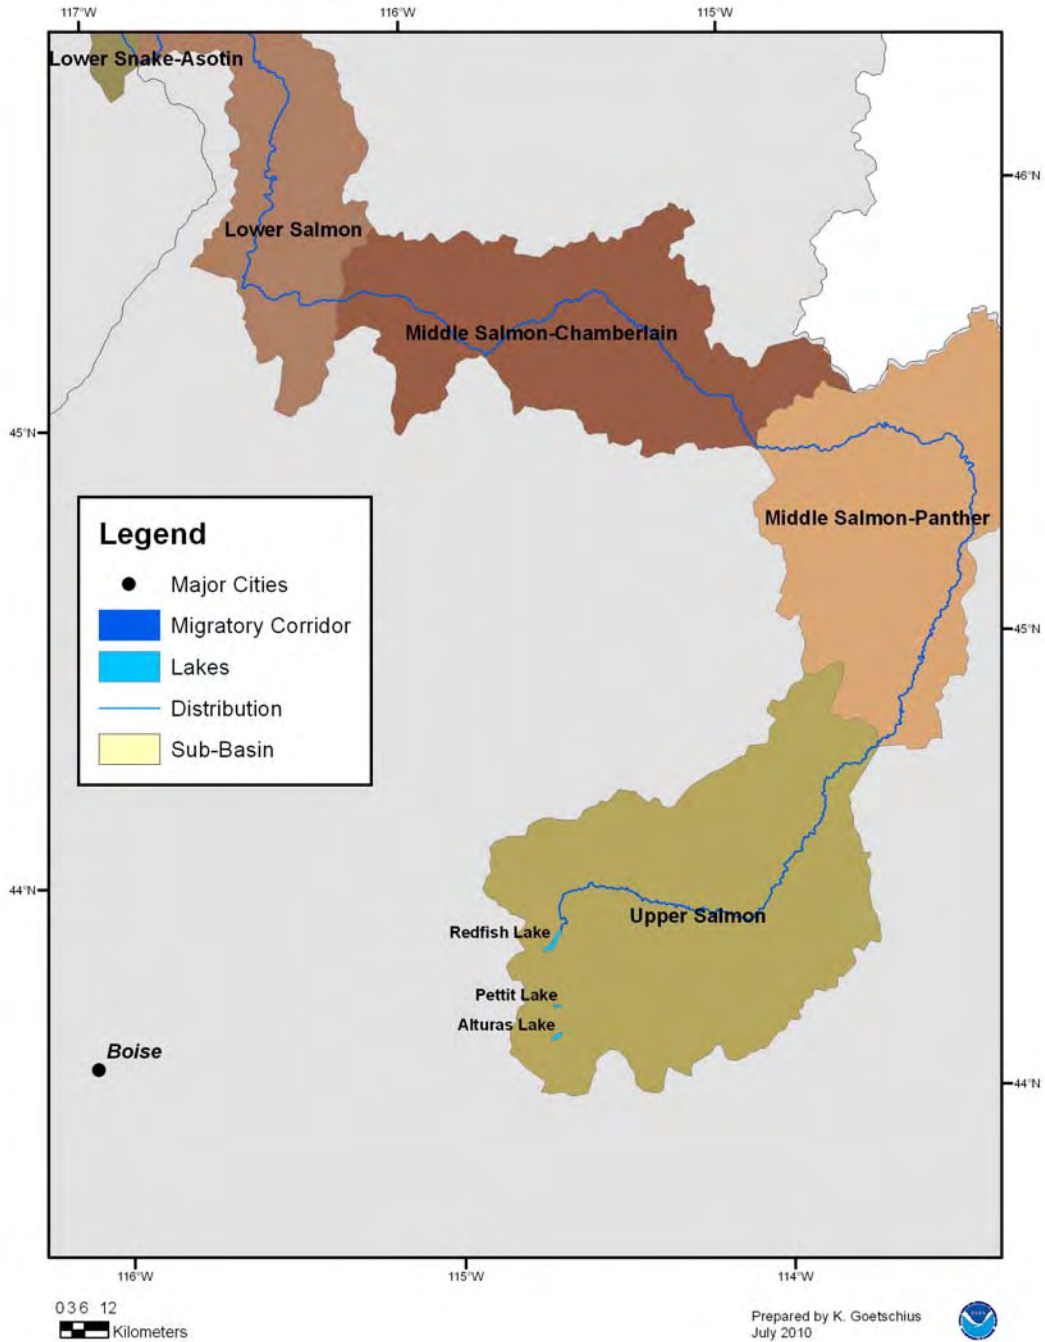 117°W 116°W 115°W
Lower Snake-Asotin
46°N
Lower Salmon
Middle Salmon-Chamberlain
45°N
Middle Salmon-Panther
Legend
Major Cities
Migratory Corridor
45°N
Lakes
Distribution
Sub-Basin
44°N
Upper Salmon
Redfish Lake
Pettit Lake
Alturas Lake
Boise
44°N
116°W 115°W 114°W
0 3 6 12
Kilometers
Prepared by K. Goetschius
July 2010